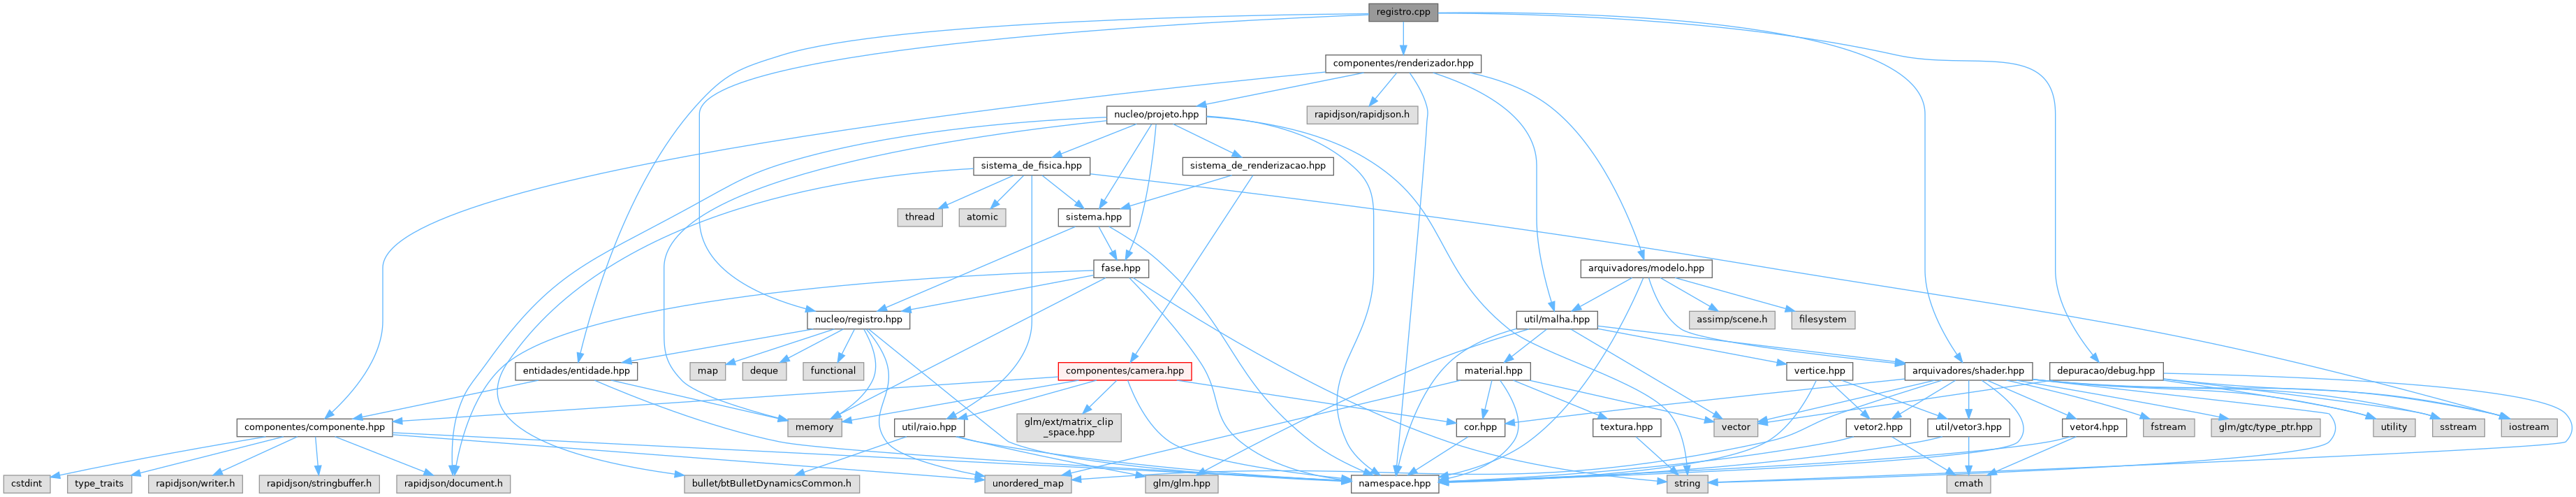 registro.cpp
componentes/renderizador.hpp
nucleo/projeto.hpp
rapidjson/rapidjson.h
sistema_de_fisica.hpp
sistema_de_renderizacao.hpp
thread
atomic
sistema.hpp
fase.hpp
arquivadores/modelo.hpp
nucleo/registro.hpp
util/malha.hpp
assimp/scene.h
filesystem
entidades/entidade.hpp
map
deque
functional
componentes/camera.hpp
material.hpp
vertice.hpp
arquivadores/shader.hpp
depuracao/debug.hpp
componentes/componente.hpp
memory
util/raio.hpp
glm/ext/matrix_clip
_space.hpp
cor.hpp
textura.hpp
vector
vetor2.hpp
util/vetor3.hpp
vetor4.hpp
fstream
glm/gtc/type_ptr.hpp
utility
sstream
iostream
cstdint
type_traits
rapidjson/writer.h
rapidjson/stringbuffer.h
rapidjson/document.h
bullet/btBulletDynamicsCommon.h
unordered_map
glm/glm.hpp
namespace.hpp
string
cmath